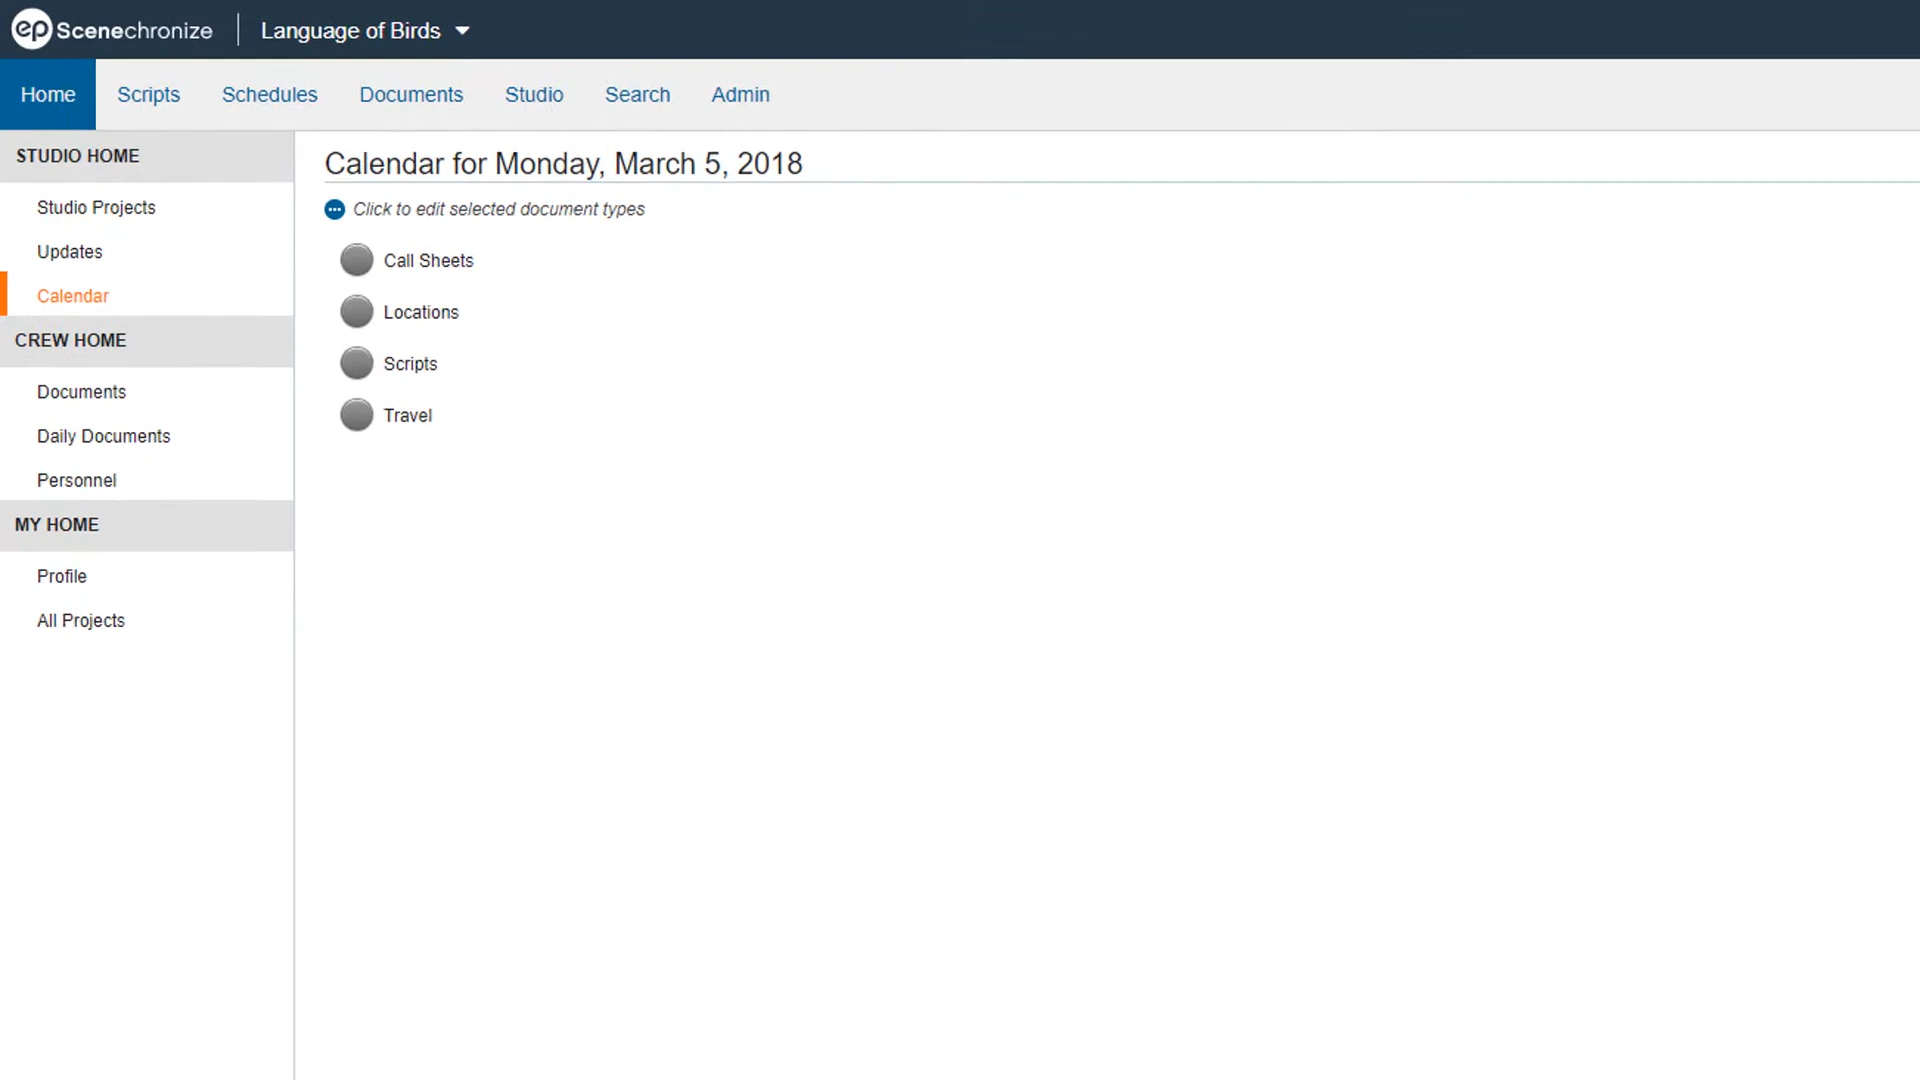 ep Scenechronize
Language of Birds
Home
Scripts
Schedules
Documents
Studio
Search
Admin
STUDIO HOME
Studio Projects
Updates
Calendar
CREW HOME
Documents
Daily Documents
Personnel
MY HOME
Profile
All Projects
Calendar for Monday, March 5, 2018
Click to edit selected document types
Call Sheets
Locations
Scripts
Travel